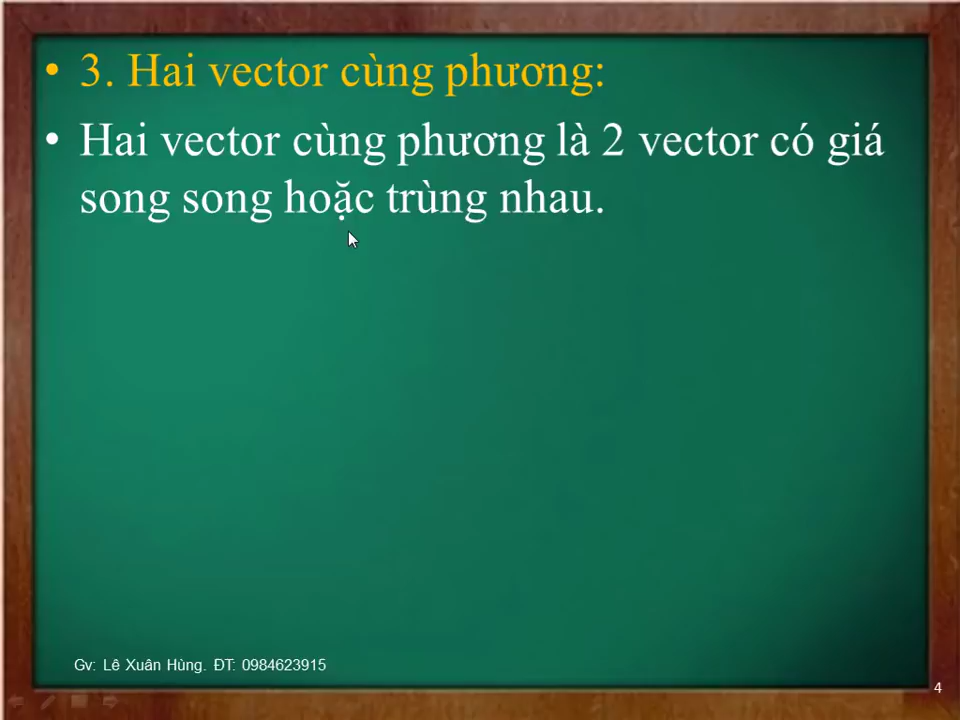 • 3. Hai vector cùng phương:
• Hai vector cùng phương là 2 vector có giá
song song hoặc trùng nhau.
Gv: Lê Xuân Hùng. ĐT: 0984623915
4